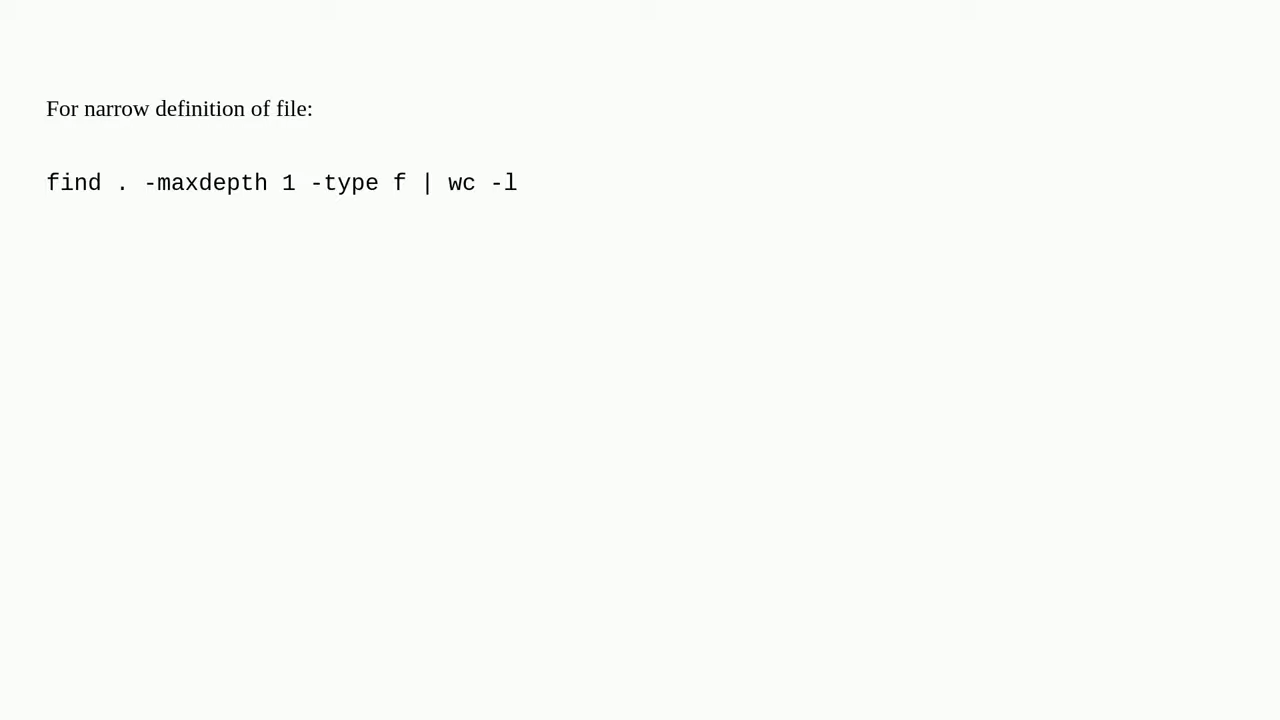 For narrow definition of file:
find . -maxdepth 1 -type f | wc -l